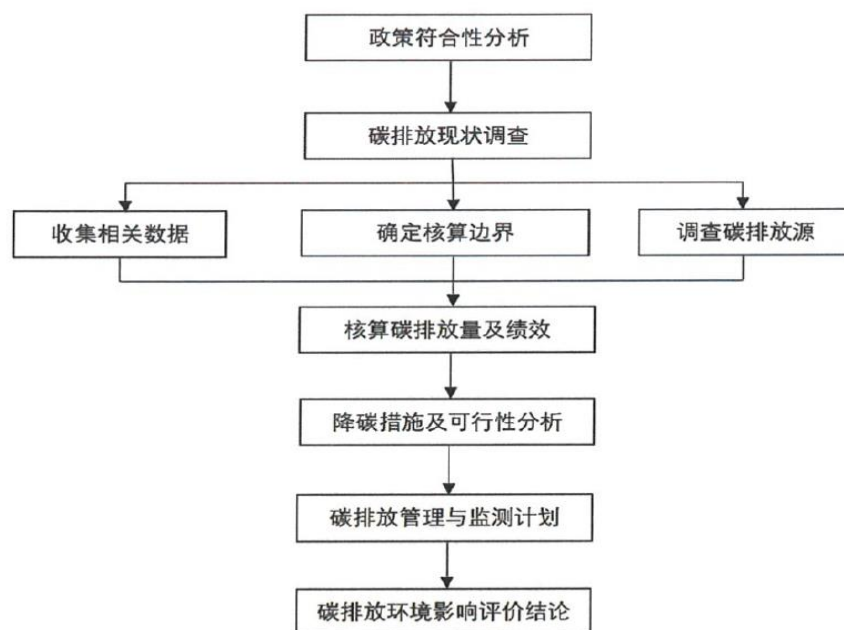 政策符合性分析
碳排放现状调查
收集相关数据
确定核算边界
调查碳排放源
核算碳排放量及绩效
降碳措施及可行性分析
碳排放管理与监测计划
碳排放环境影响评价结论